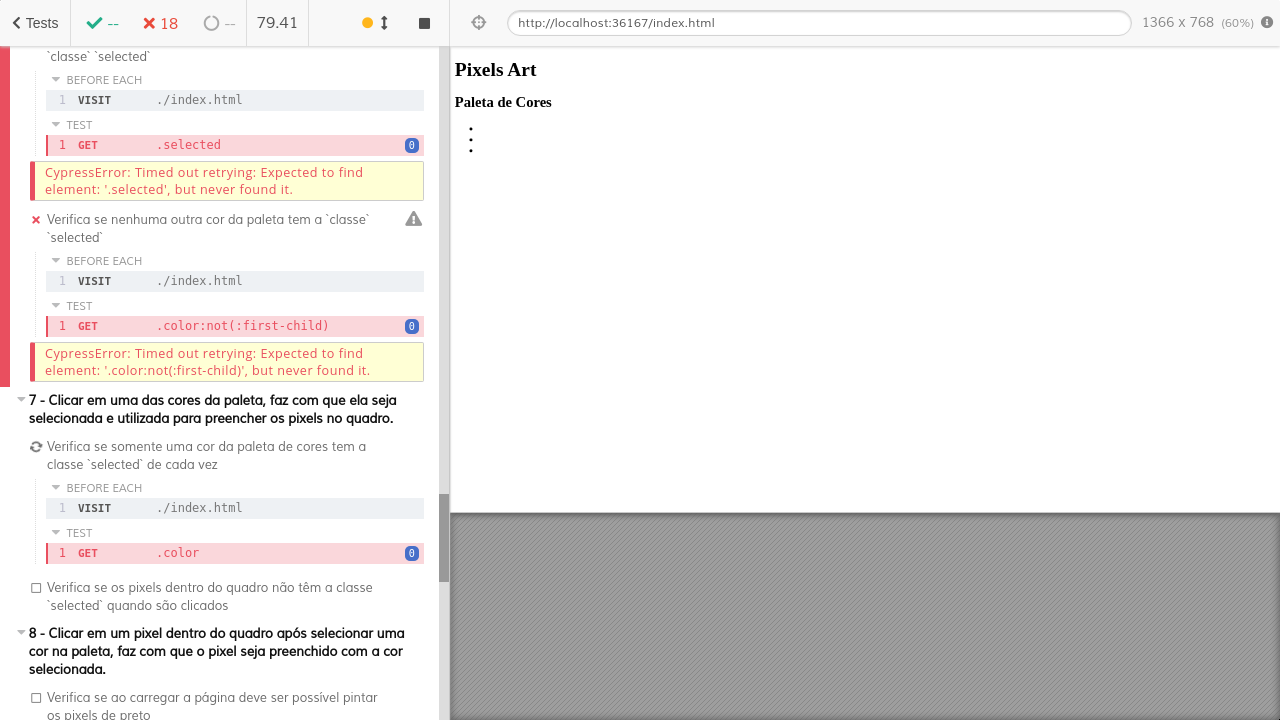 Tests
--
18
--
79.41
http://localhost:36167/index.html
1366 x 768 (60%)
`classe` `selected`
BEFORE EACH
1 VISIT ./index.html
TEST
1 GET .selected 0
CypressError: Timed out retrying: Expected to find
element: '.selected', but never found it.
Verifica se nenhuma outra cor da paleta tem a `classe`
`selected`
BEFORE EACH
1 VISIT ./index.html
TEST
1 GET .color:not(:first-child) 0
CypressError: Timed out retrying: Expected to find
element: '.color:not(:first-child)', but never found it.
7 - Clicar em uma das cores da paleta, faz com que ela seja
selecionada e utilizada para preencher os pixels no quadro.
Verifica se somente uma cor da paleta de cores tem a
classe `selected` de cada vez
BEFORE EACH
1 VISIT ./index.html
TEST
1 GET .color 0
Verifica se os pixels dentro do quadro não têm a classe
`selected` quando são clicados
8 - Clicar em um pixel dentro do quadro após selecionar uma
cor na paleta, faz com que o pixel seja preenchido com a cor
selecionada.
Verifica se ao carregar a página deve ser possível pintar
os pixels de preto
Pixels Art
Paleta de Cores